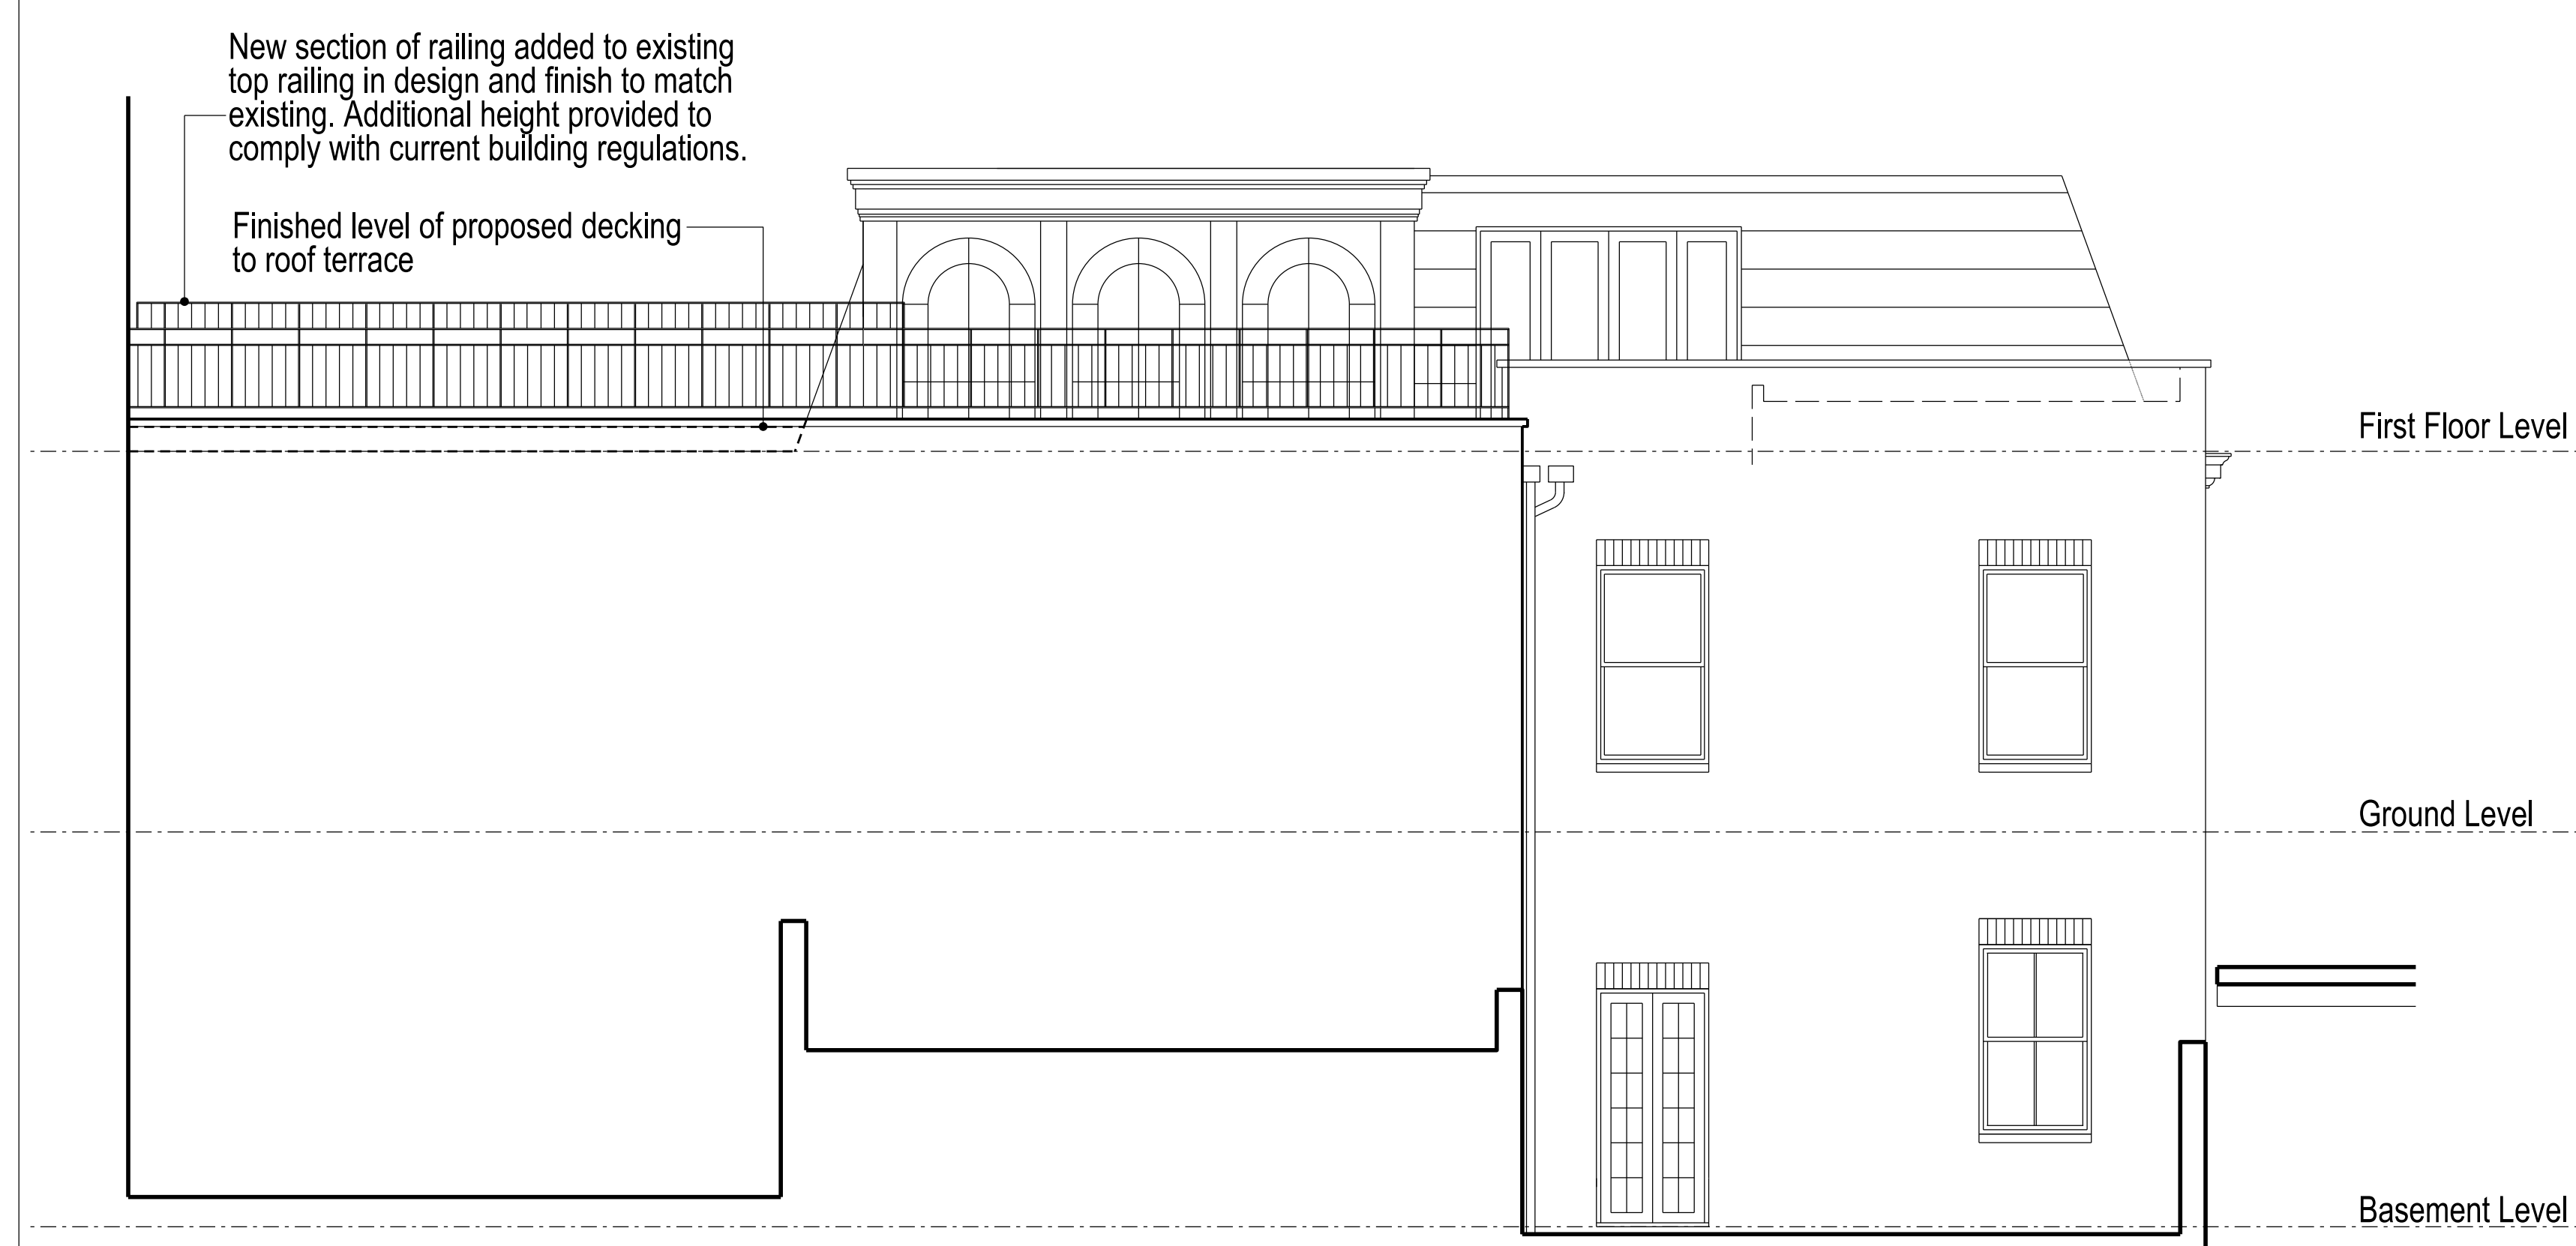 New section of railing added to existing
top railing in design and finish to match
existing. Additional height provided to
comply with current building regulations.
Finished level of proposed decking
to roof terrace
First Floor Level
Ground Level
Basement Level